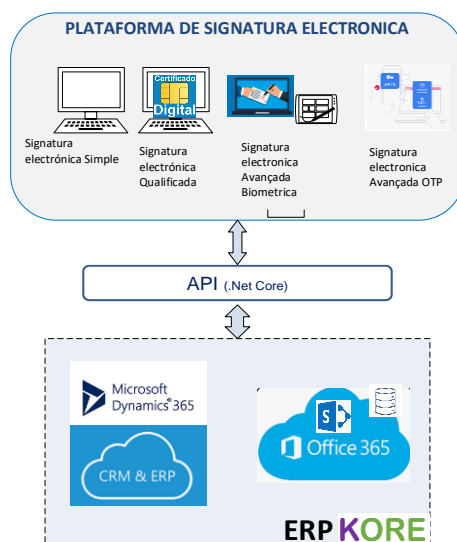 PLATAFORMA DE SIGNATURA ELECTRONICA
Certificado
Digital
Signatura
electrónica Simple
Signatura
electrónica
Qualificada
Signatura
electronica
Avançada
Biometrica
Signatura
electronica
Avançada OTP
API (.Net Core)
Microsoft
Dynamics® 365
CRM & ERP
S
Office 365
ERP KORE